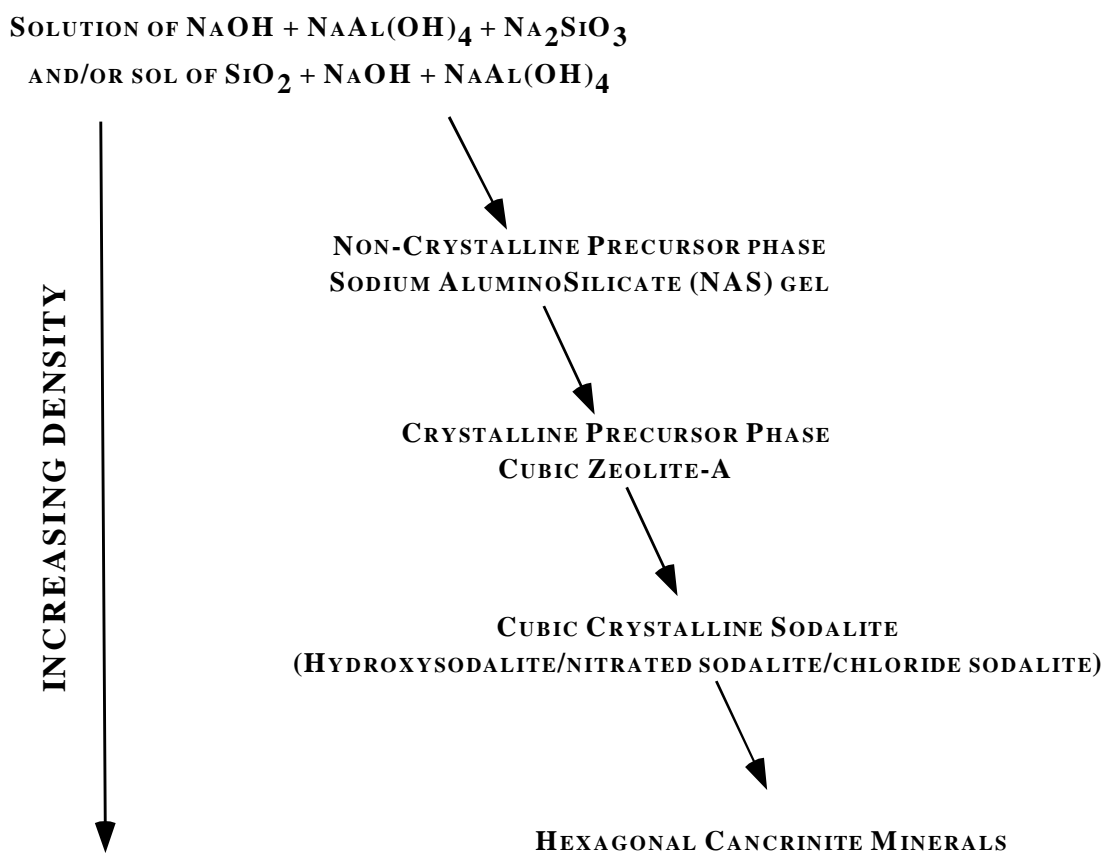 SOLUTION OF NAOH + NAAL(OH)4 + NA2SIO3
AND/OR SOL OF SIO2 + NAOH + NAAL(OH)4
NON-CRYSTALLINE PRECURSOR PHASE
SODIUM ALUMINOSILICATE (NAS) GEL
CRYSTALLINE PRECURSOR PHASE
CUBIC ZEOLITE-A
CUBIC CRYSTALLINE SODALITE
(HYDROXYSODALITE/NITRATED SODALITE/CHLORIDE SODALITE)
HEXAGONAL CANCRINITE MINERALS
INCREASING DENSITY